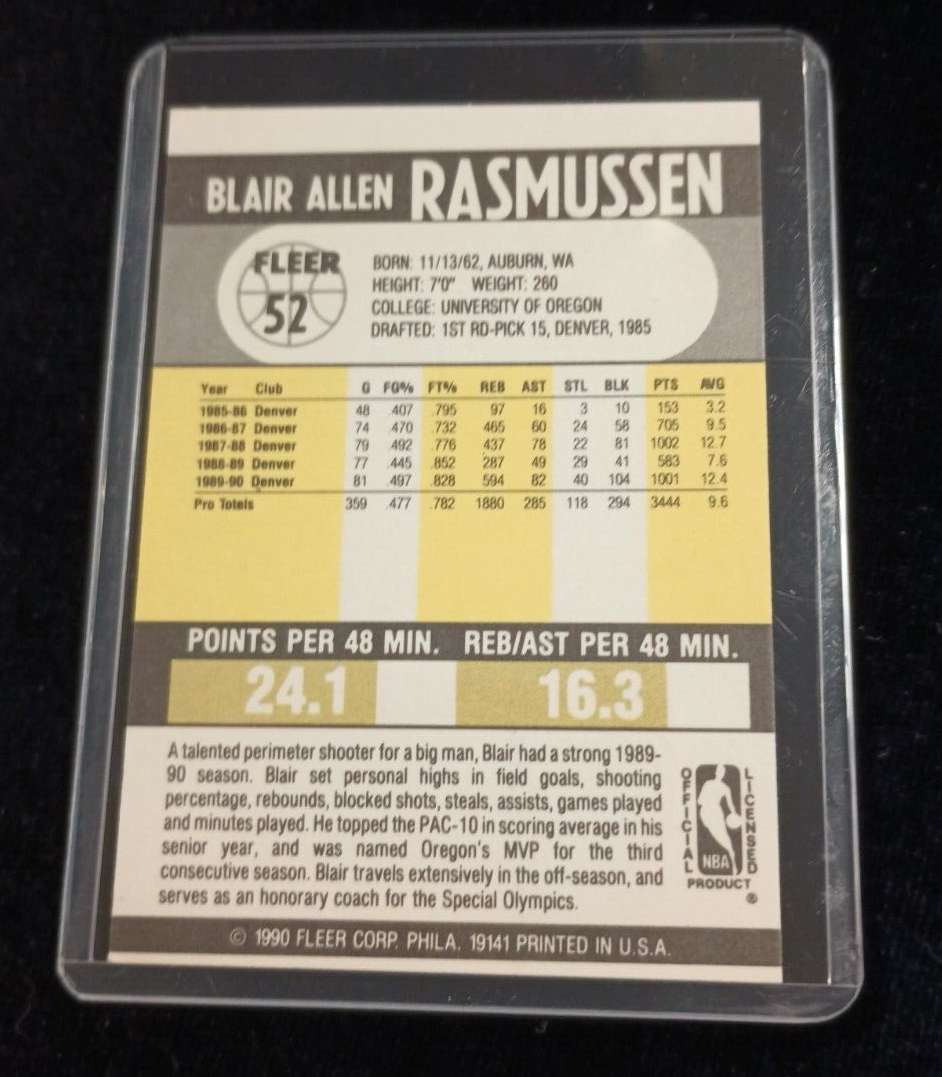 BLAIR ALLEN RASMUSSEN
FLEER
52
BORN: 11/13/62, AUBURN, WA
HEIGHT: 7'0" WEIGHT: 260
COLLEGE: UNIVERSITY OF OREGON
DRAFTED: 1ST RD-PICK 15, DENVER, 1985
Year Club G FG% FT% REB AST STL BLK PTS AVG
1985-86 Denver 48 .407 .795 97 16 3 10 153 3.2
1986-87 Denver 74 .470 .732 465 60 24 58 705 9.5
1987-88 Denver 79 .492 .776 437 78 22 81 1002 12.7
1988-89 Denver 77 .445 .852 287 49 29 41 583 7.6
1989-90 Denver 81 .497 .828 594 82 40 104 1001 12.4
Pro Totals 359 .477 .782 1880 285 118 294 3444 9.6
POINTS PER 48 MIN. REB/AST PER 48 MIN.
24.1 16.3
A talented perimeter shooter for a big man, Blair had a strong 1989-
90 season. Blair set personal highs in field goals, shooting
percentage, rebounds, blocked shots, steals, assists, games played
and minutes played. He topped the PAC-10 in scoring average in his
senior year, and was named Oregon's MVP for the third
consecutive season. Blair travels extensively in the off-season, and
serves as an honorary coach for the Special Olympics.
OFFICIAL
LICENSED
NBA
PRODUCT
®
© 1990 FLEER CORP. PHILA. 19141 PRINTED IN U.S.A.